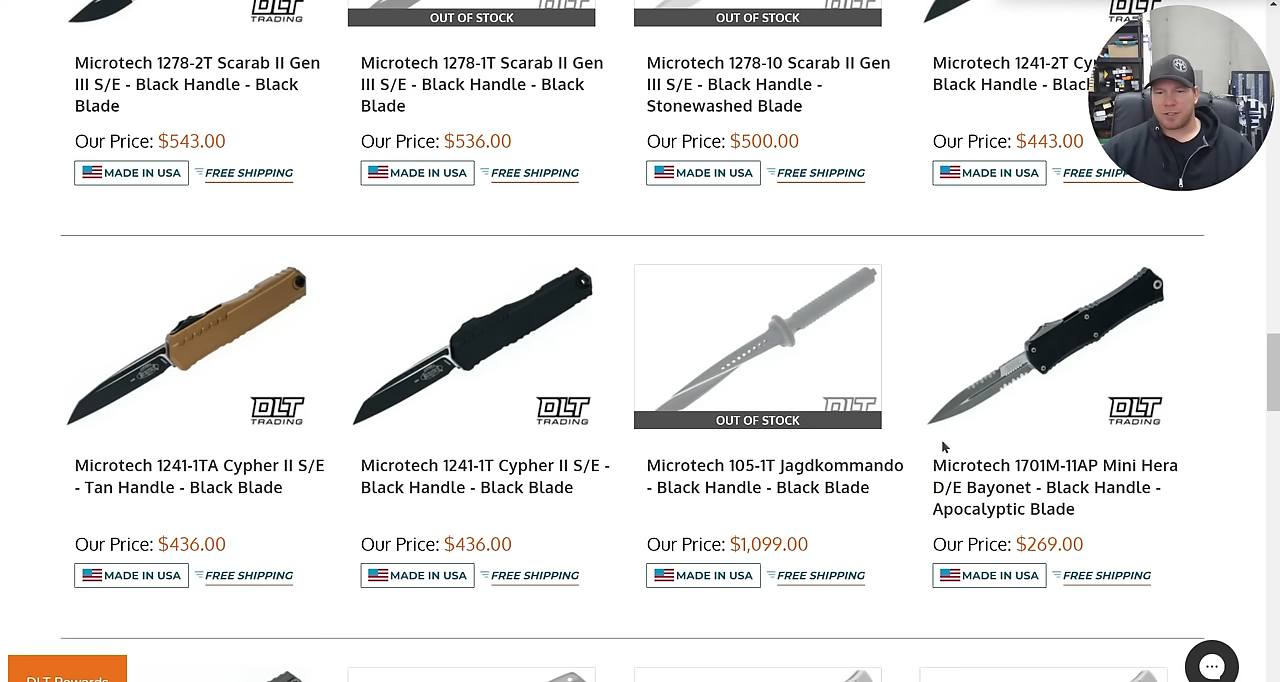 DLT
TRADING
OUT OF STOCK
OUT OF STOCK
DLT
TRADING
Microtech 1278-2T Scarab II Gen
III S/E - Black Handle - Black
Blade
Our Price: $543.00
MADE IN USA FREE SHIPPING
Microtech 1278-1T Scarab II Gen
III S/E - Black Handle - Black
Blade
Our Price: $536.00
MADE IN USA FREE SHIPPING
Microtech 1278-10 Scarab II Gen
III S/E - Black Handle -
Stonewashed Blade
Our Price: $500.00
MADE IN USA FREE SHIPPING
Microtech 1241-2T
Black Handle -
Our Price: $443.00
MADE IN USA FREE
DLT
TRADING
DLT
TRADING
OUT OF STOCK
DLT
DLT
TRADING
Microtech 1241-1TA Cypher II S/E
- Tan Handle - Black Blade
Our Price: $436.00
MADE IN USA FREE SHIPPING
Microtech 1241-1T Cypher II S/E -
Black Handle - Black Blade
Our Price: $436.00
MADE IN USA FREE SHIPPING
Microtech 105-1T Jagdkommando
- Black Handle - Black Blade
Our Price: $1,099.00
MADE IN USA FREE SHIPPING
Microtech 1701M-11AP Mini Hera
D/E Bayonet - Black Handle -
Apocalyptic Blade
Our Price: $269.00
MADE IN USA FREE SHIPPING
DLT Rewards